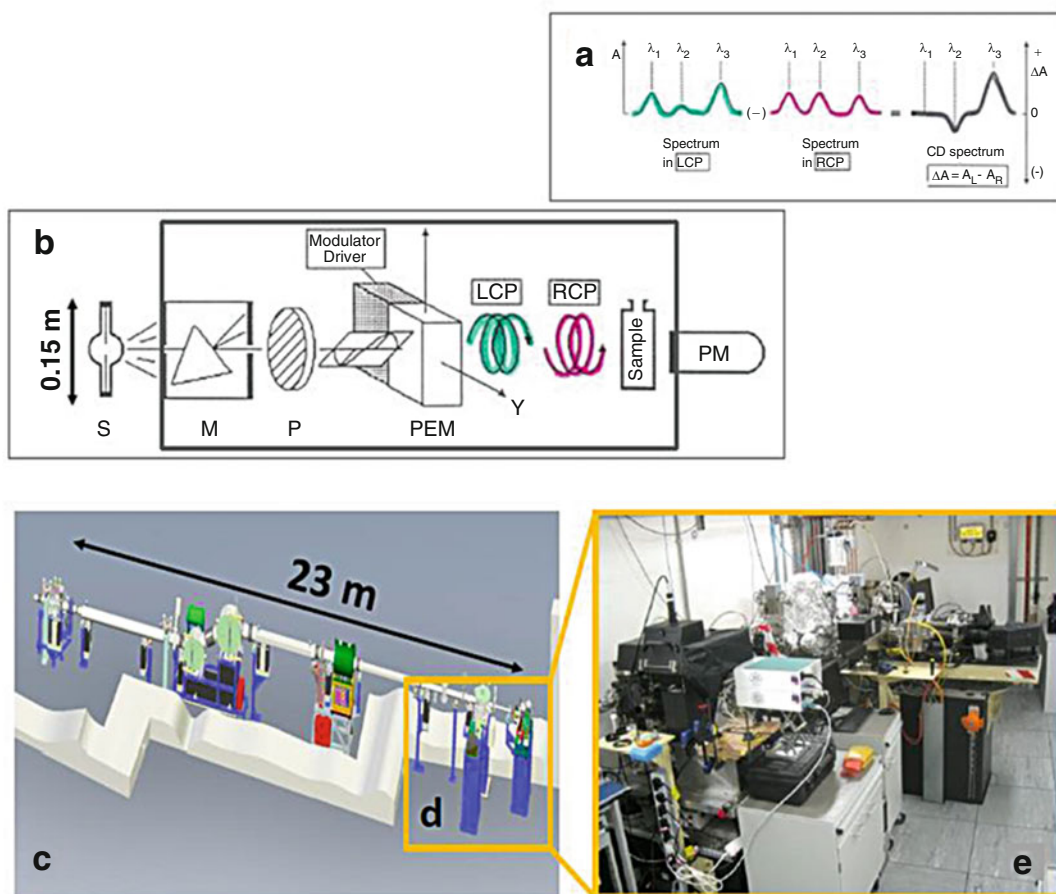 a
A
λ1 λ2 λ3
(−)
λ1 λ2 λ3
=
λ1 λ2 λ3
+
ΔA
0
(-)
Spectrum
in LCP
Spectrum
in RCP
CD spectrum
ΔA = AL - AR
b
Modulator
Driver
LCP
RCP
0.15 m
Sample
PM
Y
S
M
P
PEM
23 m
c
d
e